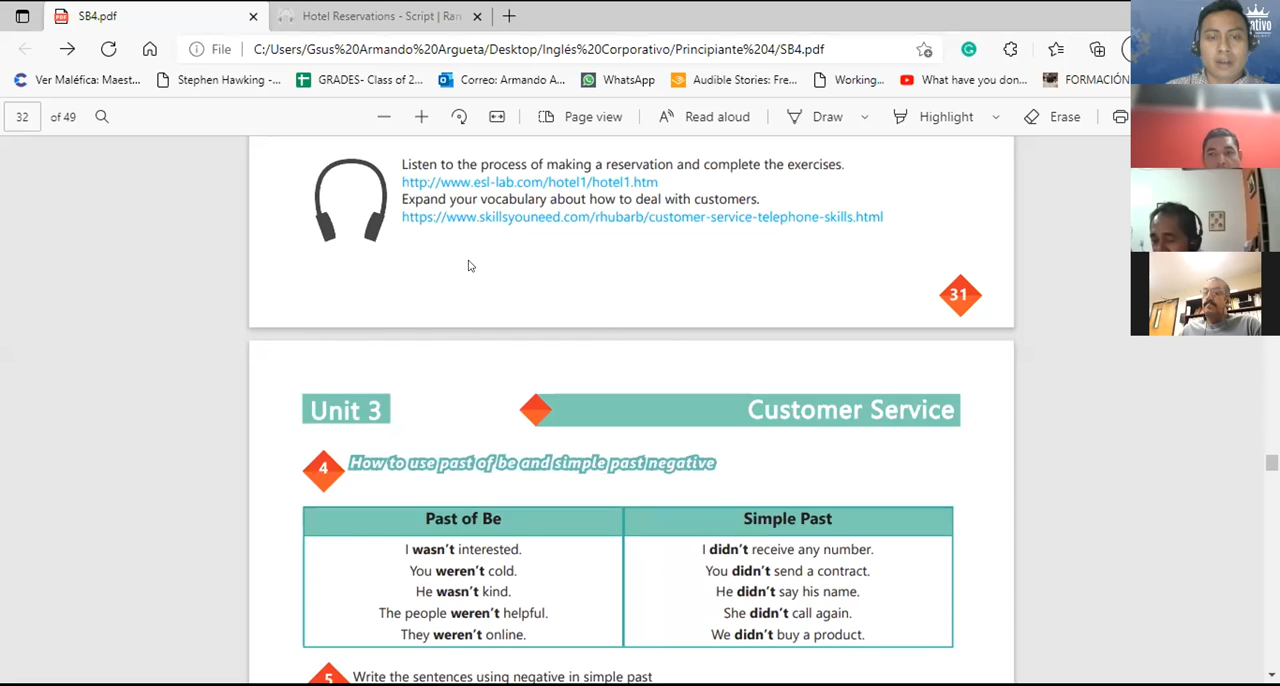 SB4.pdf
Hotel Reservations - Script | Ran
File
C:/Users/Gsus%20Armando%20Argueta/Desktop/Inglés%20Corporativo/Principiante%204/SB4.pdf
Ver Maléfica: Maest...
Stephen Hawking -...
GRADES- Class of 2...
Correo: Armando A...
WhatsApp
Audible Stories: Fre...
Working...
What have you don...
FORMACIÓN
32 of 49
Page view
Read aloud
Draw
Highlight
Erase
Listen to the process of making a reservation and complete the exercises.
http://www.esl-lab.com/hotel1/hotel1.htm
Expand your vocabulary about how to deal with customers.
https://www.skillsyouneed.com/rhubarb/customer-service-telephone-skills.html
31
Unit 3
Customer Service
4 How to use past of be and simple past negative
Past of Be
Simple Past
I wasn't interested.
You weren't cold.
He wasn't kind.
The people weren't helpful.
They weren't online.
I didn't receive any number.
You didn't send a contract.
He didn't say his name.
She didn't call again.
We didn't buy a product.
5 Write the sentences using negative in simple past